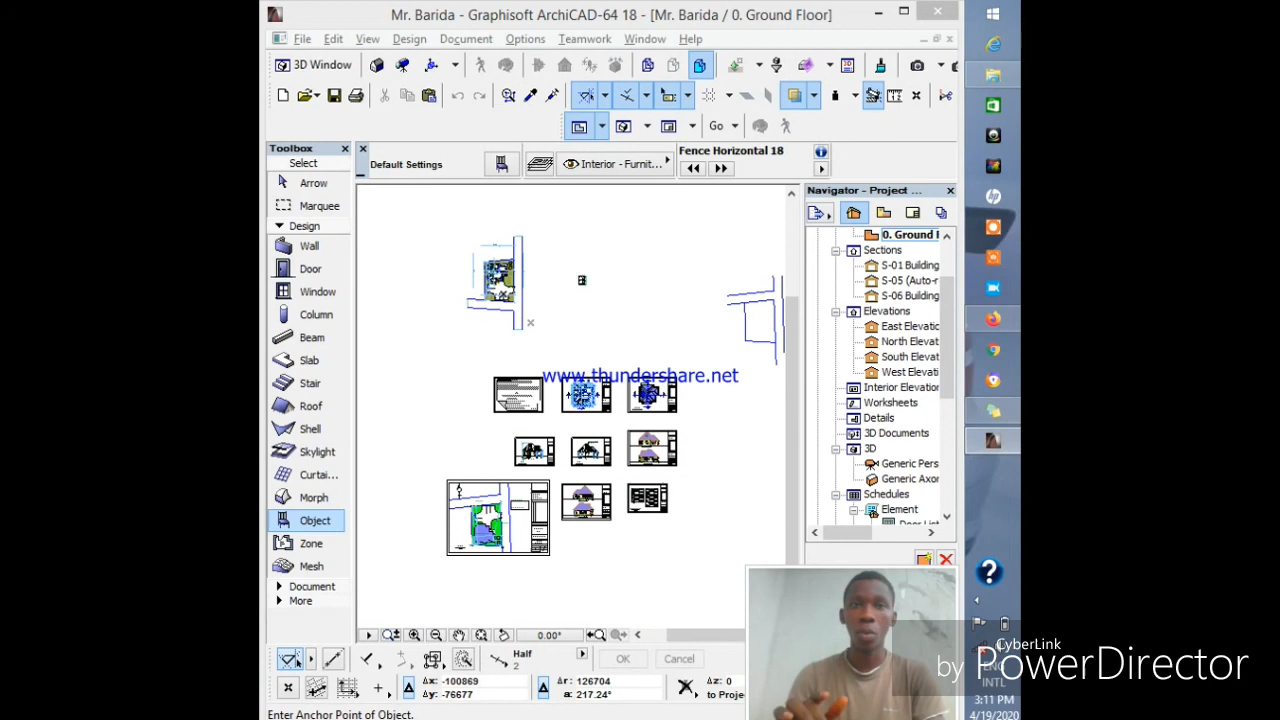 Mr. Barida - Graphisoft ArchiCAD-64 18 - [Mr. Barida / 0. Ground Floor]
File Edit View Design Document Options Teamwork Window Help
3D Window
Go
Toolbox
Select
Arrow
Marquee
Design
Wall
Door
Window
Column
Beam
Slab
Stair
Roof
Shell
Skylight
Curtai...
Morph
Object
Zone
Mesh
Document
More
Default Settings
Interior - Furnit...
Fence Horizontal 18
Navigator - Project ...
0. Ground F
Sections
S-01 Building
S-05 (Auto-r
S-06 Building
Elevations
East Elevatic
North Elevat
South Elevat
West Elevati
Interior Elevation
Worksheets
Details
3D Documents
3D
Generic Pers
Generic Axor
Schedules
Element
www.thundershare.net
0.00°
Half
2
OK
Cancel
Δx: -100869
Δy: -76677
Δr: 126704
a: 217.24°
Δz: 0
to Proje
Enter Anchor Point of Object.
ENG
INTL
3:11 PM
4/19/2020
CyberLink
by PowerDirector